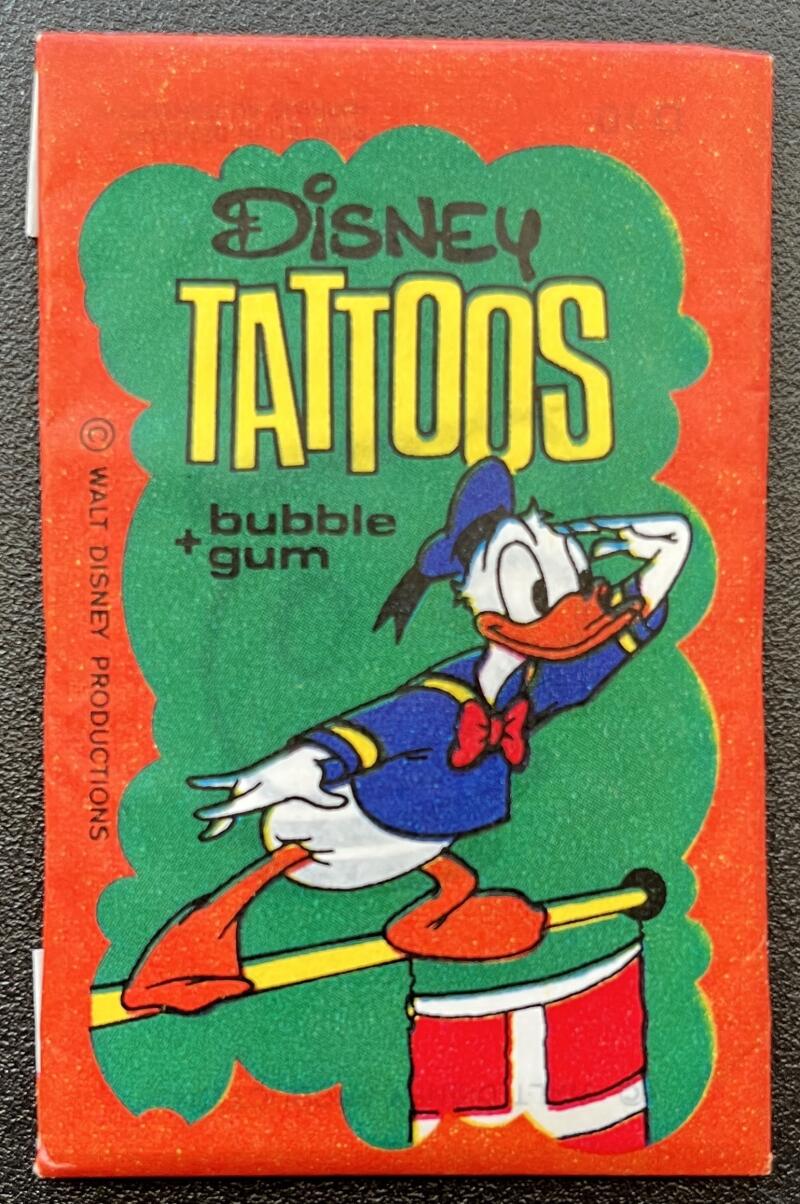 Disney
TATTOOS
+ bubble
gum
© WALT DISNEY PRODUCTIONS